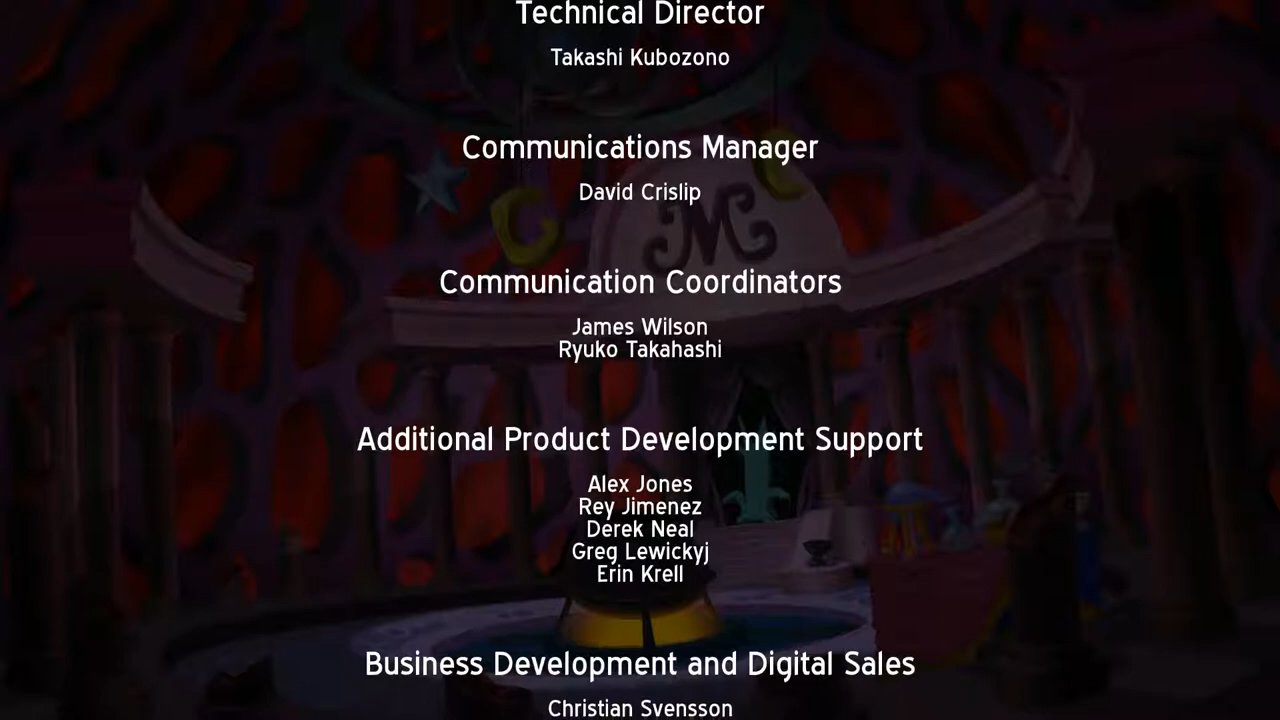 Technical Director
Takashi Kubozono
Communications Manager
David Crislip
M
Communication Coordinators
James Wilson
Ryuko Takahashi
Additional Product Development Support
Alex Jones
Rey Jimenez
Derek Neal
Greg Lewickyj
Erin Krell
Business Development and Digital Sales
Christian Svensson